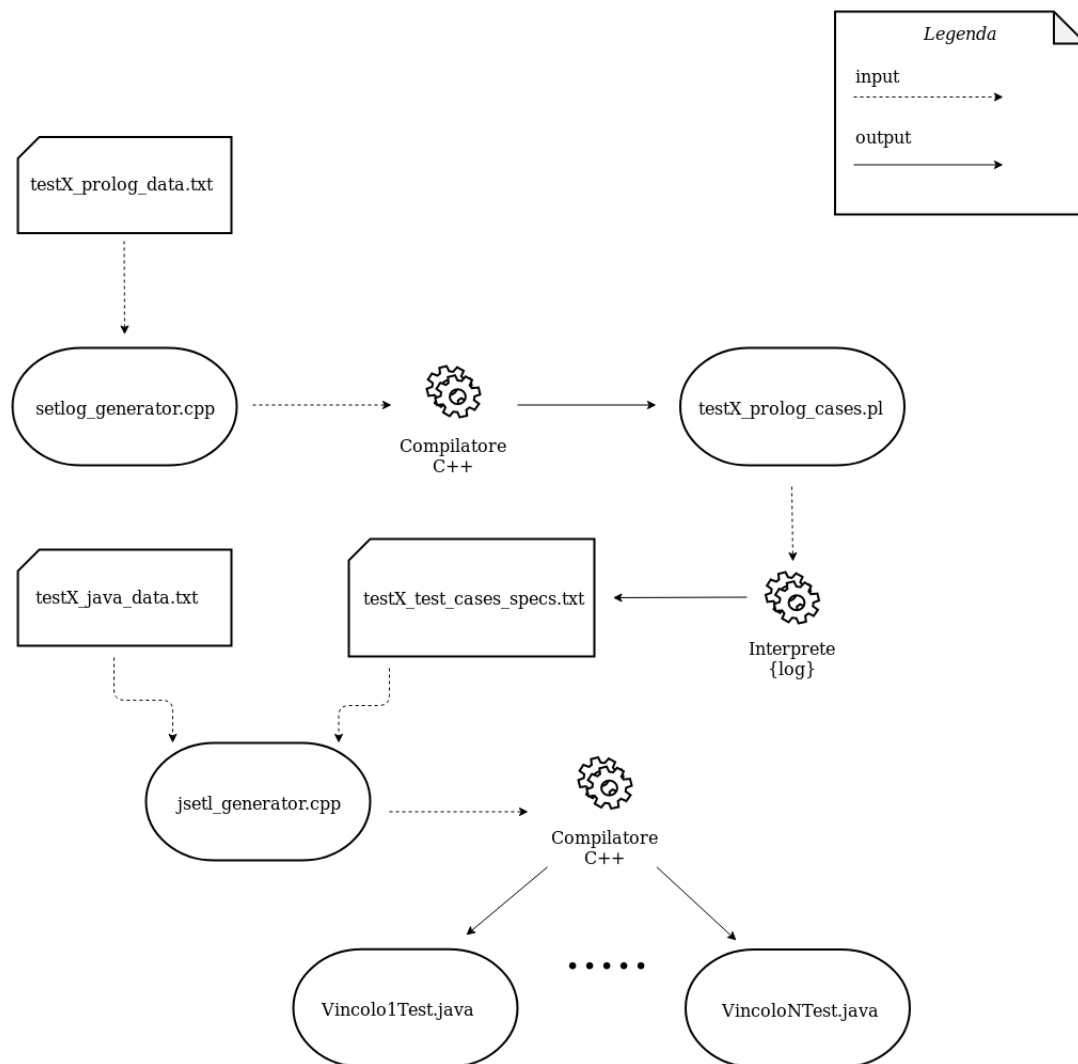 Legenda
input
output
testX_prolog_data.txt
setlog_generator.cpp
Compilatore
C++
testX_prolog_cases.pl
testX_java_data.txt
testX_test_cases_specs.txt
Interprete
{log}
jsetl_generator.cpp
Compilatore
C++
Vincolo1Test.java
VincoloNTest.java